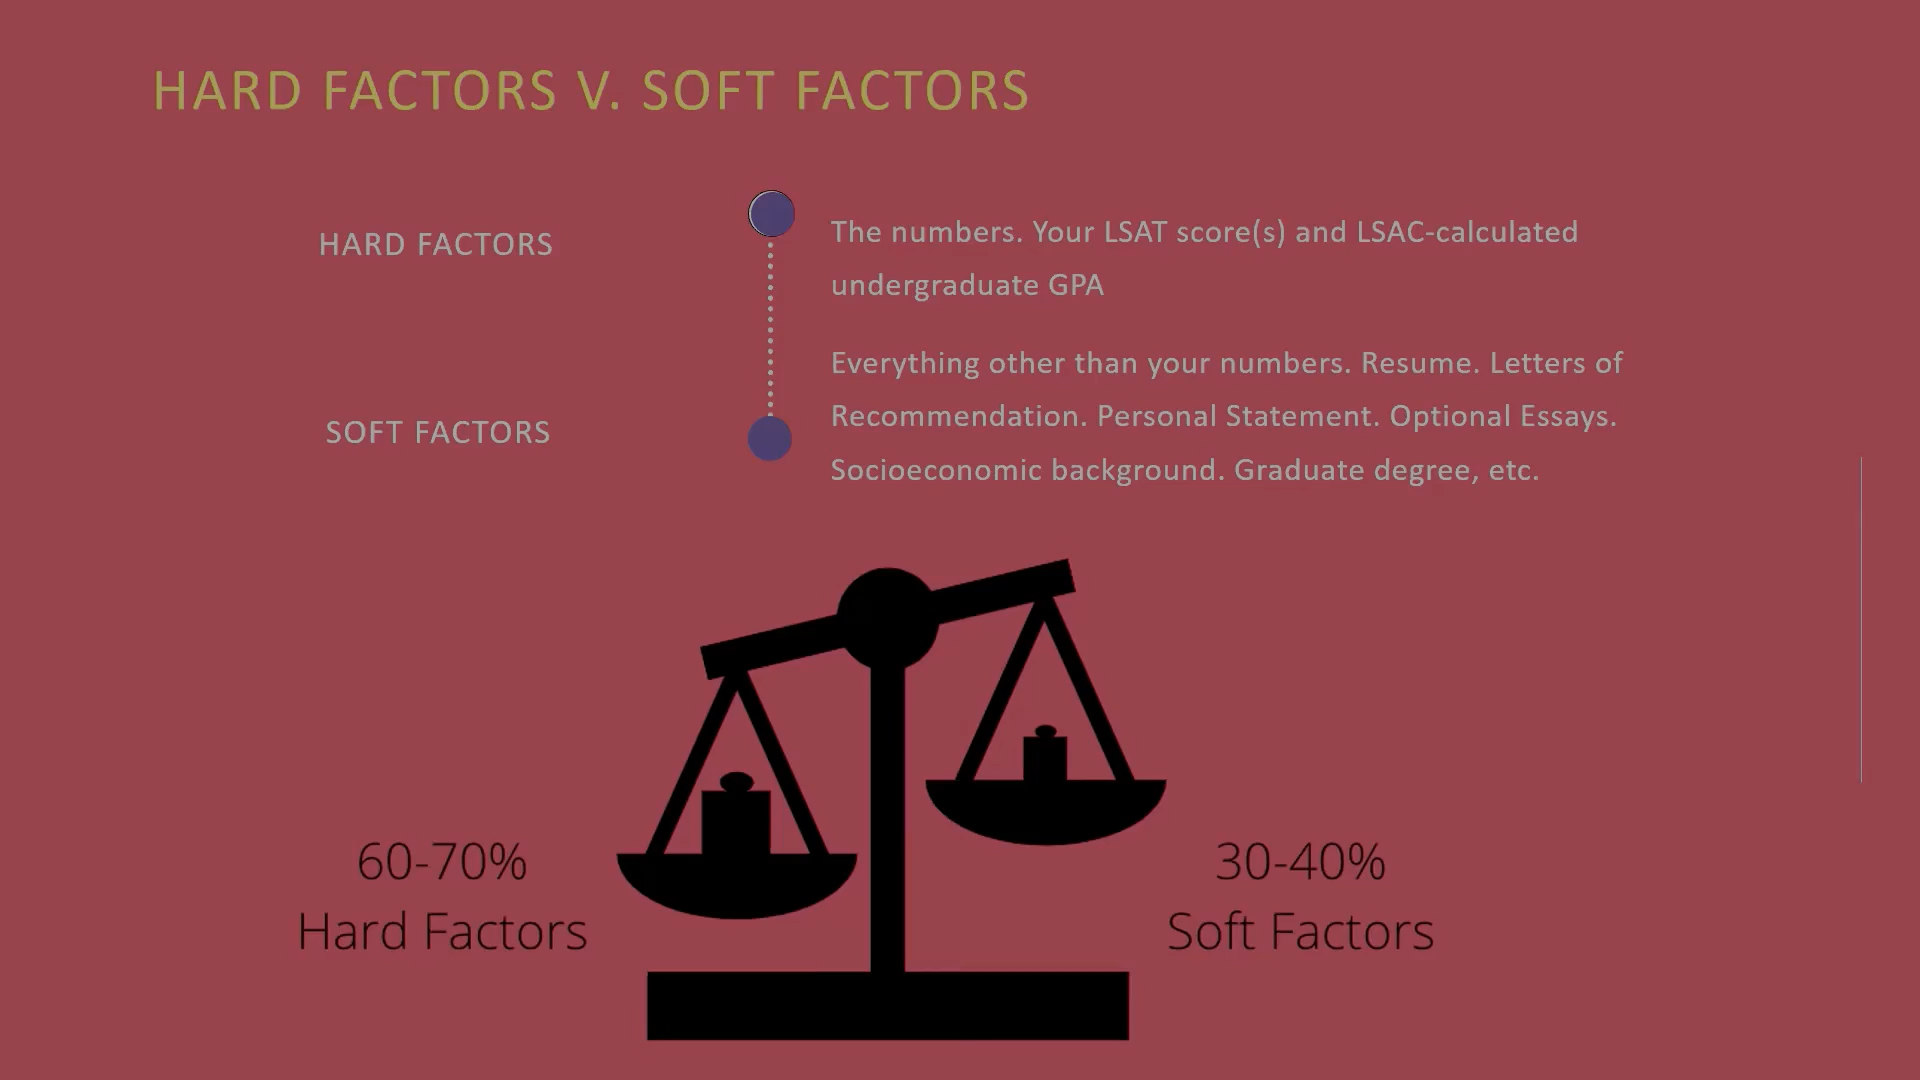 HARD FACTORS V. SOFT FACTORS
HARD FACTORS
The numbers. Your LSAT score(s) and LSAC-calculated
undergraduate GPA
SOFT FACTORS
Everything other than your numbers. Resume. Letters of
Recommendation. Personal Statement. Optional Essays.
Socioeconomic background. Graduate degree, etc.
60-70%
Hard Factors
30-40%
Soft Factors